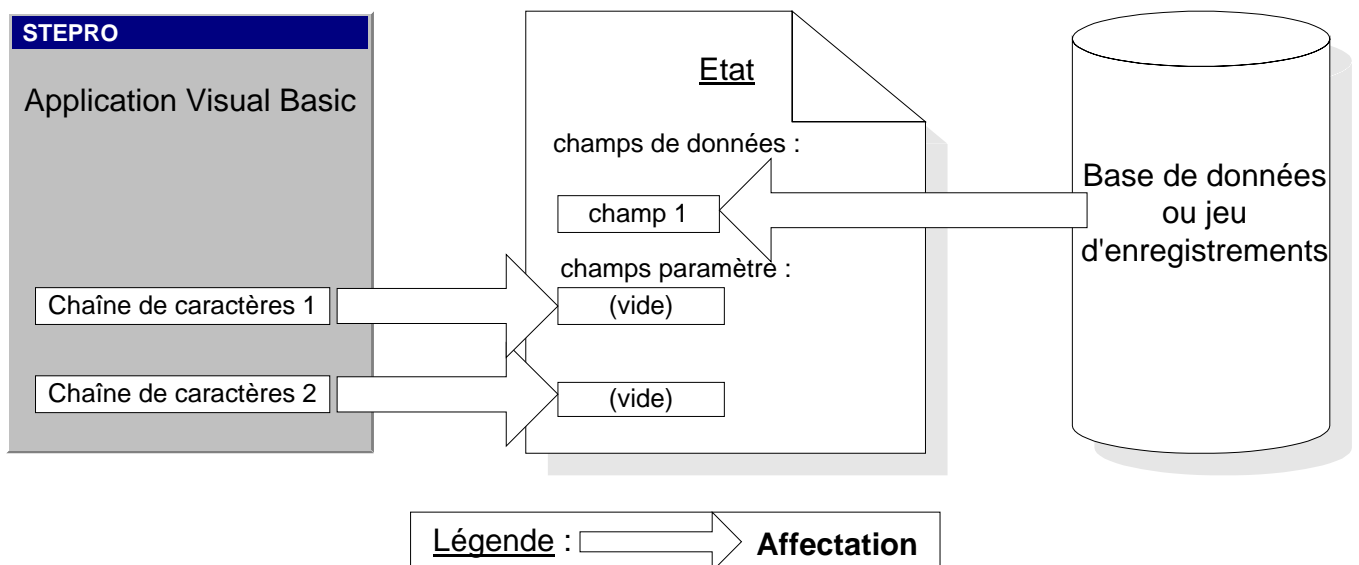 STEPRO
Application Visual Basic
Chaîne de caractères 1
Chaîne de caractères 2
Etat
champs de données :
champ 1
champs paramètre :
(vide)
(vide)
Base de données
ou jeu
d'enregistrements
Légende :
Affectation